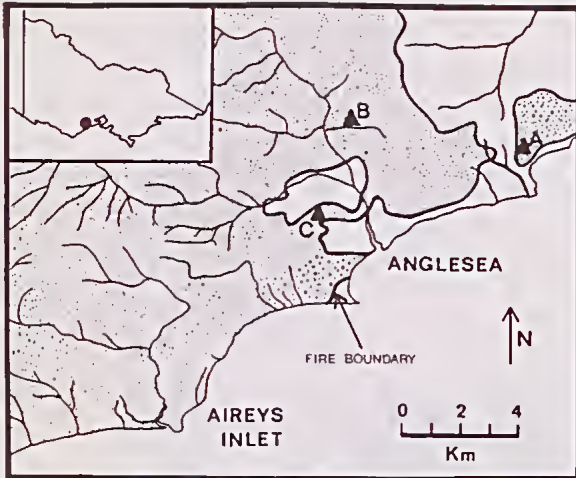 B
A
C
ANGLESEA
FIRE BOUNDARY
N
AIREYS
INLET
0 2 4
Km